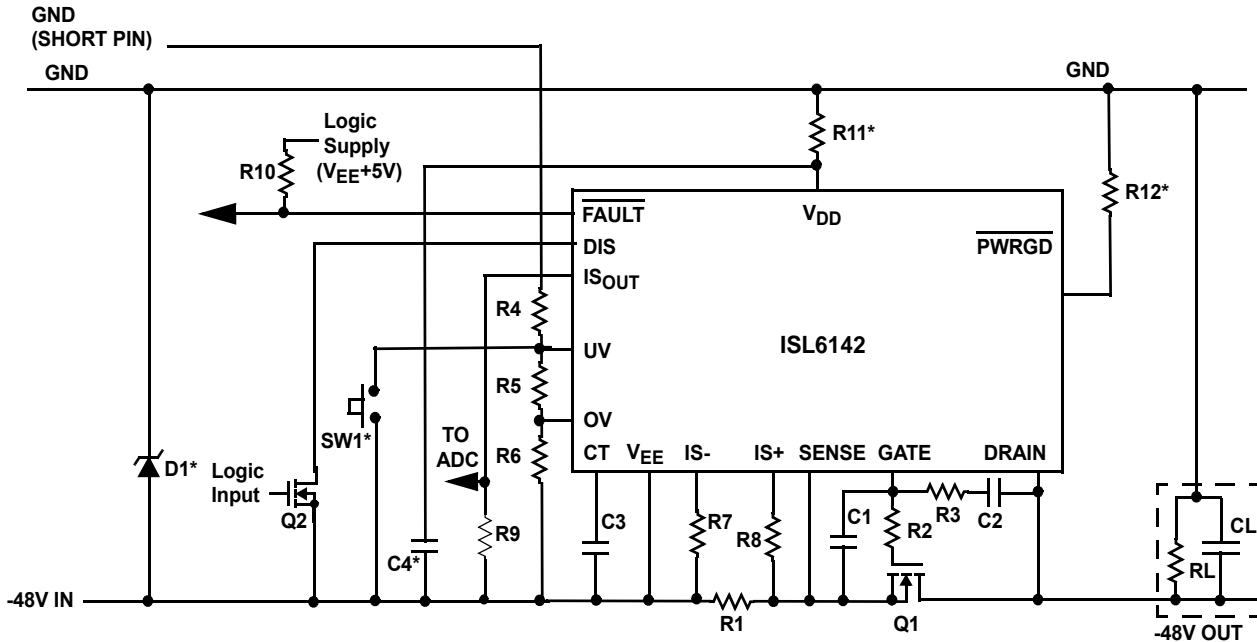 GND
(SHORT PIN)
GND
GND
Logic
Supply
(VEE+5V)
R10
R11*
R12*
FAULT
VDD
DIS
PWRGD
ISOUT
R4
ISL6142
UV
R5
SW1*
OV
TO
ADC
R6
CT
VEE
IS-
IS+
SENSE
GATE
DRAIN
D1*
Logic
Input
Q2
C4*
R9
C3
R7
R8
C1
R2
R3
C2
CL
RL
-48V IN
R1
Q1
-48V OUT